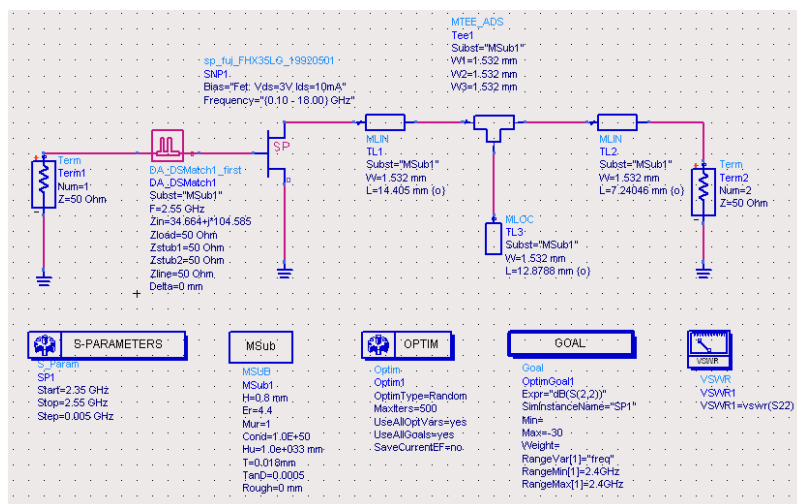 MTEE_ADS
Tee1
Subst="MSub1"
W1=1.532 mm
W2=1.532 mm
W3=1.532 mm
sp_fuj_FHX35LG_19920501
SNP1
Bias="Fet: Vds=3V Ids=10mA"
Frequency="{0.10 - 18.00} GHz"
SP
Term
Term1
Num=1
Z=50 Ohm
DA_DSMatch1_first
DA_DSMatch1
Subst="MSub1"
F=2.55 GHz
Zin=34.664+j*104.585
Zload=50 Ohm
Zstub1=50 Ohm
Zstub2=50 Ohm
Zline=50 Ohm
Delta=0 mm
MLIN
TL1
Subst="MSub1"
W=1.532 mm
L=14.405 mm {o}
MLOC
TL3
Subst="MSub1"
W=1.532 mm
L=12.8788 mm {o}
MLIN
TL2
Subst="MSub1"
W=1.532 mm
L=7.24046 mm {o}
Term
Term2
Num=2
Z=50 Ohm
S-PARAMETERS
S_Param
SP1
Start=2.35 GHz
Stop=2.55 GHz
Step=0.005 GHz
MSub
MSUB
MSub1
H=0.8 mm
Er=4.4
Mur=1
Cond=1.0E+50
Hu=1.0e+033 mm
T=0.018mm
TanD=0.0005
Rough=0 mm
OPTIM
Optim
Optim1
OptimType=Random
MaxIters=500
UseAllOptVars=yes
UseAllGoals=yes
SaveCurrentEF=no
GOAL
Goal
OptimGoal1
Expr="dB(S(2,2))"
SimInstanceName="SP1"
Min=
Max=-30
Weight=
RangeVar[1]="freq"
RangeMin[1]=2.4GHz
RangeMax[1]=2.4GHz
VSWR
VSWR
VSWR1
VSWR1=vswr(S22)